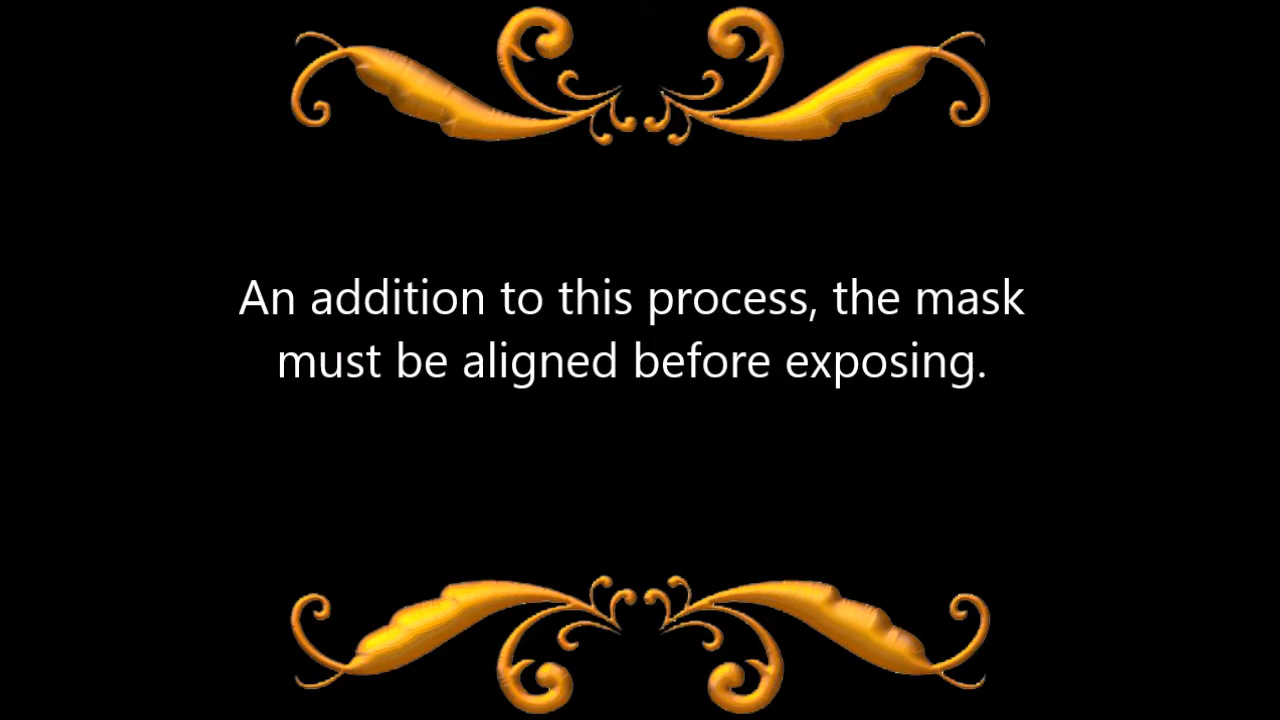 An addition to this process, the mask
must be aligned before exposing.